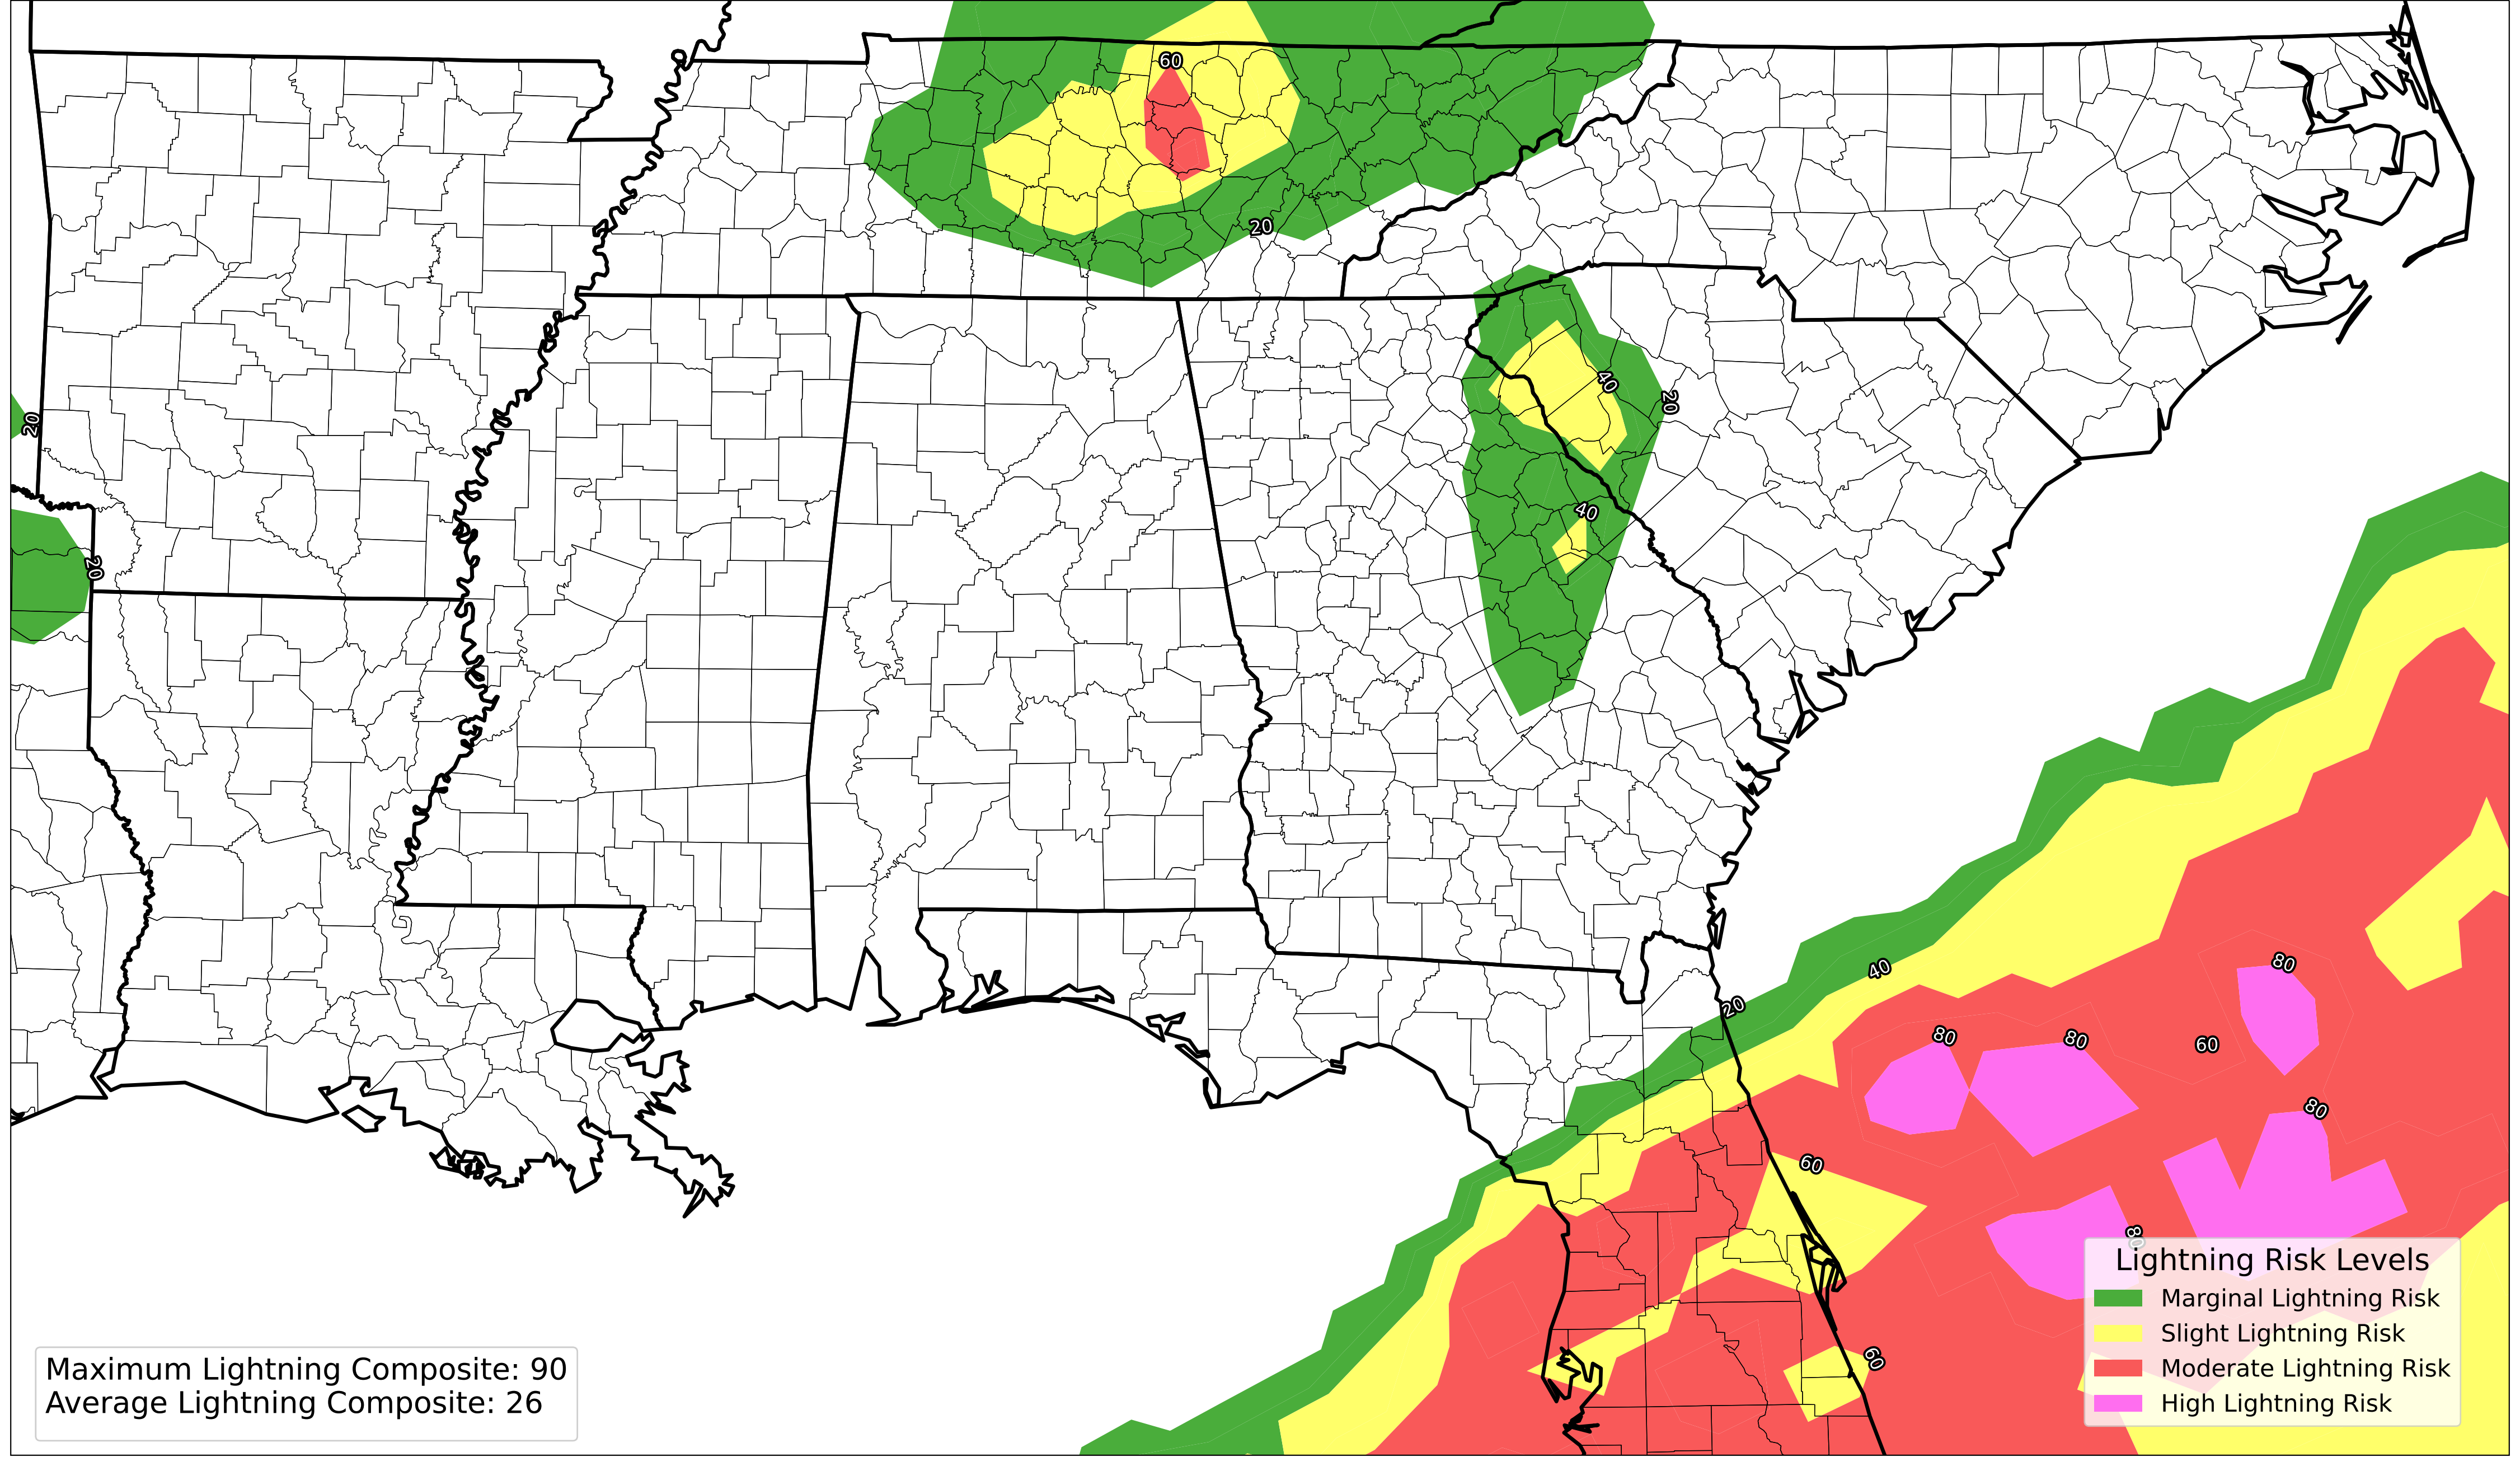 60
20
20
40
20
40
20
80
40
20
80
80
60
80
60
80
60
Lightning Risk Levels
Marginal Lightning Risk
Slight Lightning Risk
Moderate Lightning Risk
High Lightning Risk
Maximum Lightning Composite: 90
Average Lightning Composite: 26